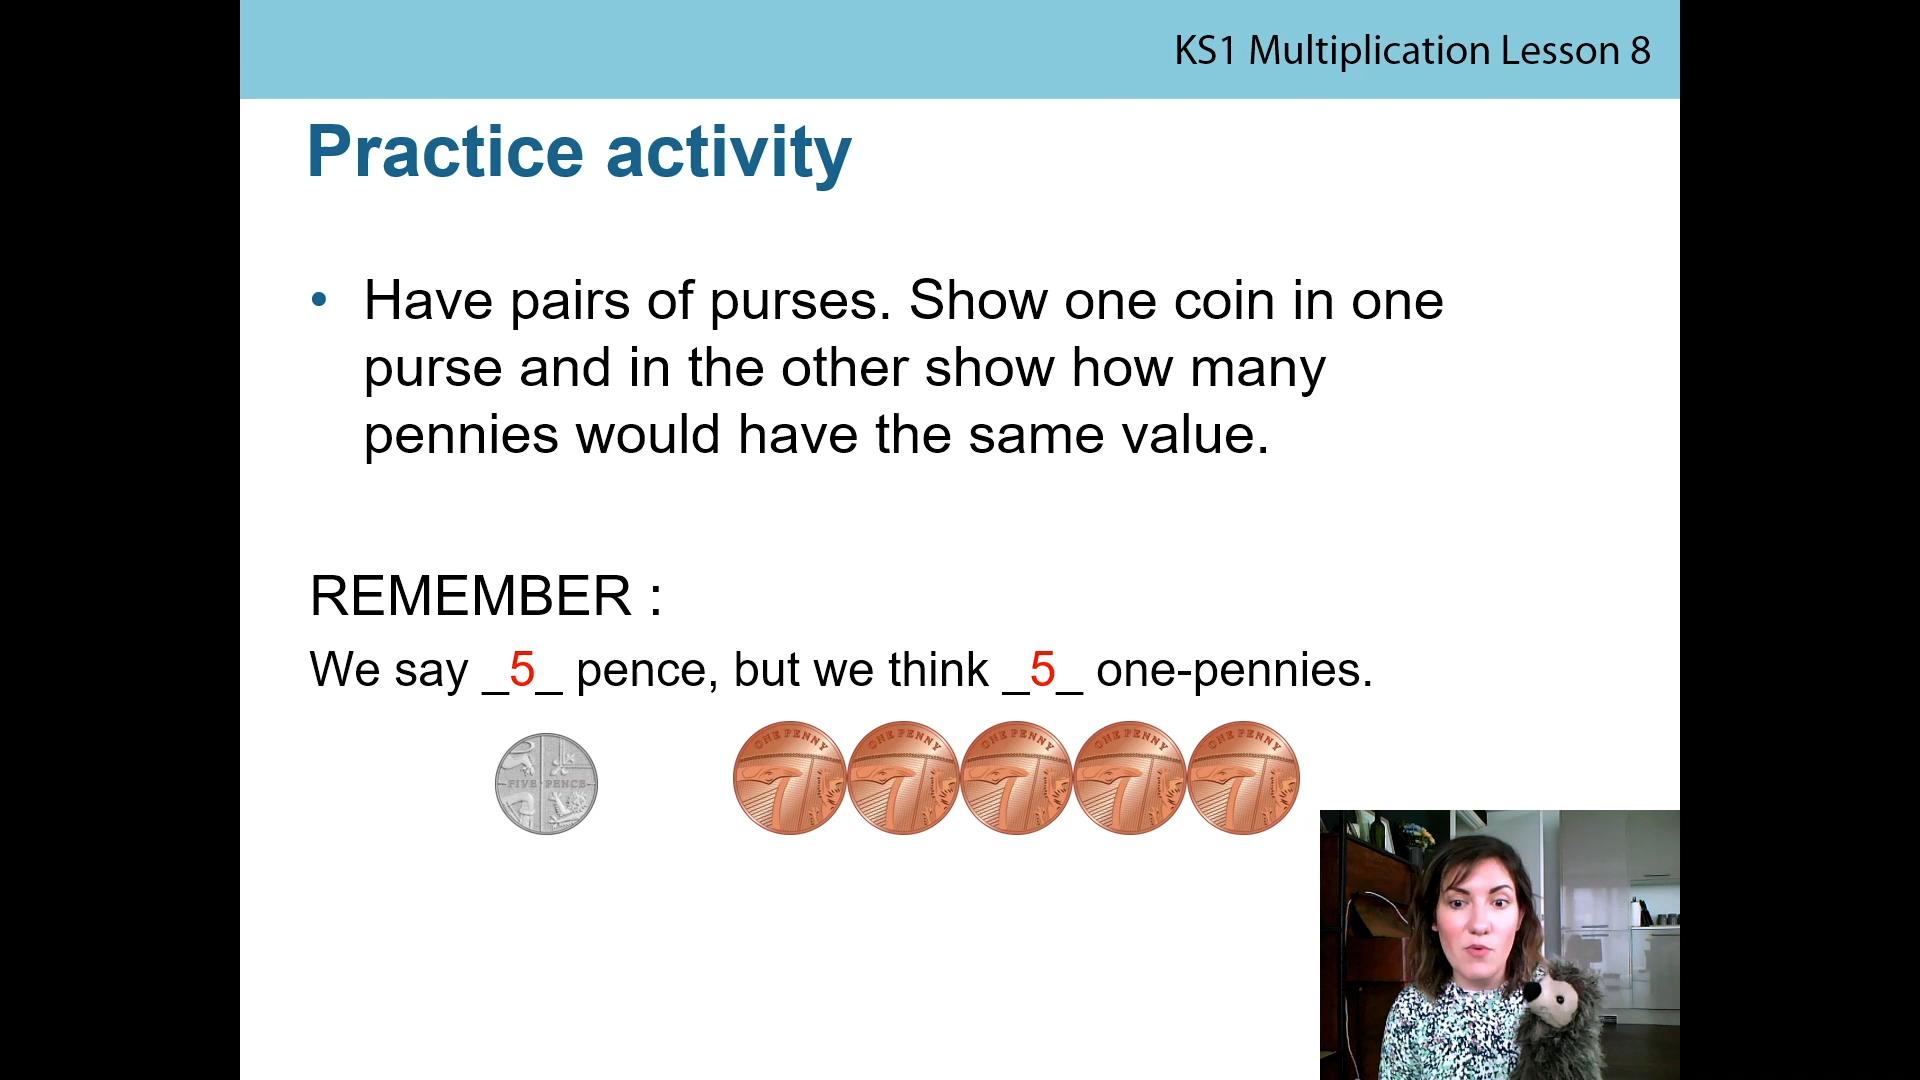 KS1 Multiplication Lesson 8
Practice activity
• Have pairs of purses. Show one coin in one
purse and in the other show how many
pennies would have the same value.
REMEMBER :
We say _5_ pence, but we think _5_ one-pennies.
FIVE PENCE
ONE PENNY
ONE PENNY
ONE PENNY
ONE PENNY
ONE PENNY